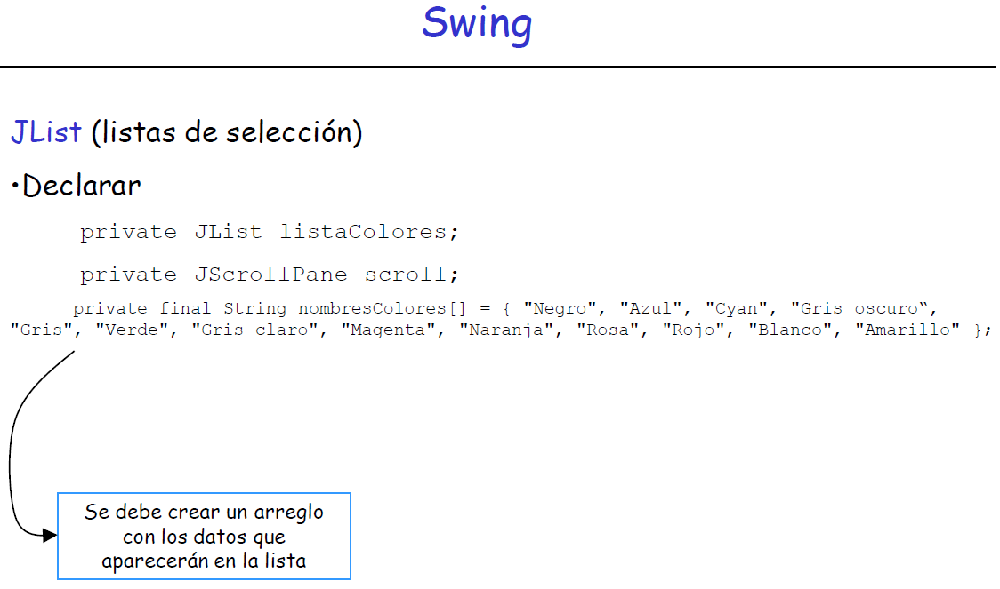 Swing
JList (listas de selección)
•Declarar
private JList listaColores;
private JScrollPane scroll;
private final String nombresColores[] = { "Negro", "Azul", "Cyan", "Gris oscuro‟,
"Gris", "Verde", "Gris claro", "Magenta", "Naranja", "Rosa", "Rojo", "Blanco", "Amarillo" };
Se debe crear un arreglo
con los datos que
aparecerán en la lista